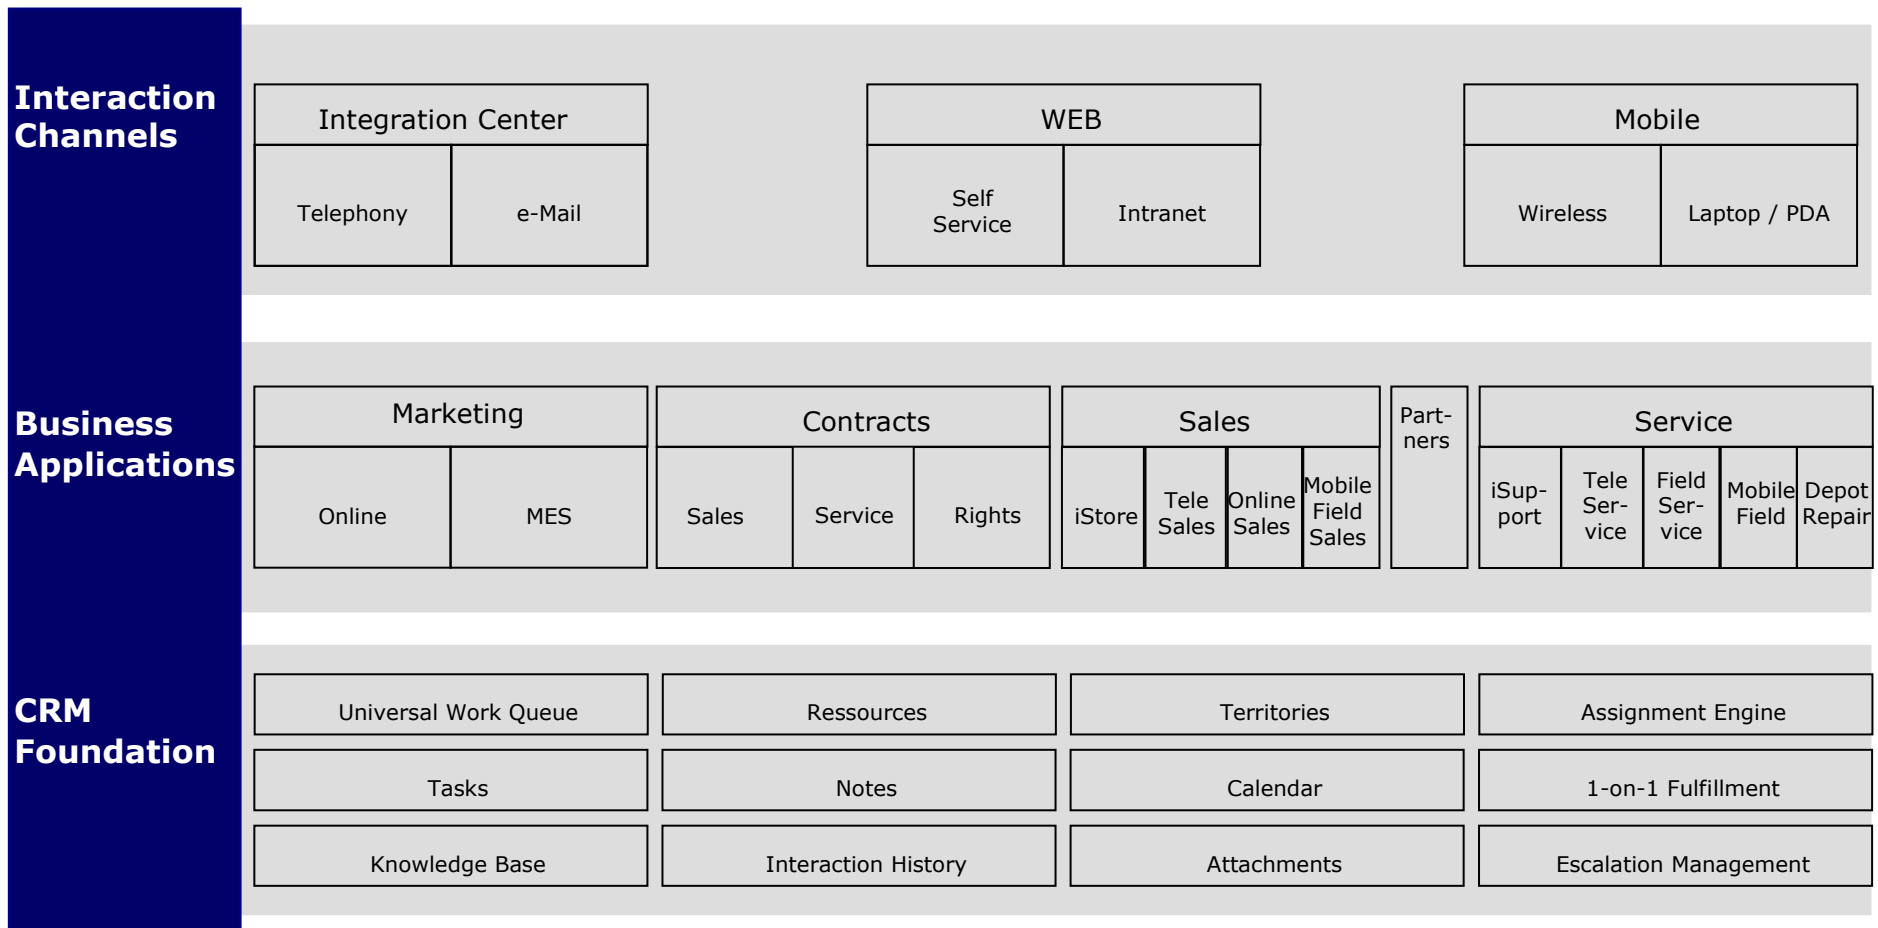 Interaction
Channels
Integration Center
Telephony
e-Mail
WEB
Self
Service
Intranet
Mobile
Wireless
Laptop / PDA
Business
Applications
Marketing
Online
MES
Contracts
Sales
Service
Rights
Sales
iStore
Tele
Sales
Online
Sales
Mobile
Field
Sales
Part-
ners
Service
iSup-
port
Tele
Ser-
vice
Field
Ser-
vice
Mobile
Field
Depot
Repair
CRM
Foundation
Universal Work Queue
Ressources
Territories
Assignment Engine
Tasks
Notes
Calendar
1-on-1 Fulfillment
Knowledge Base
Interaction History
Attachments
Escalation Management